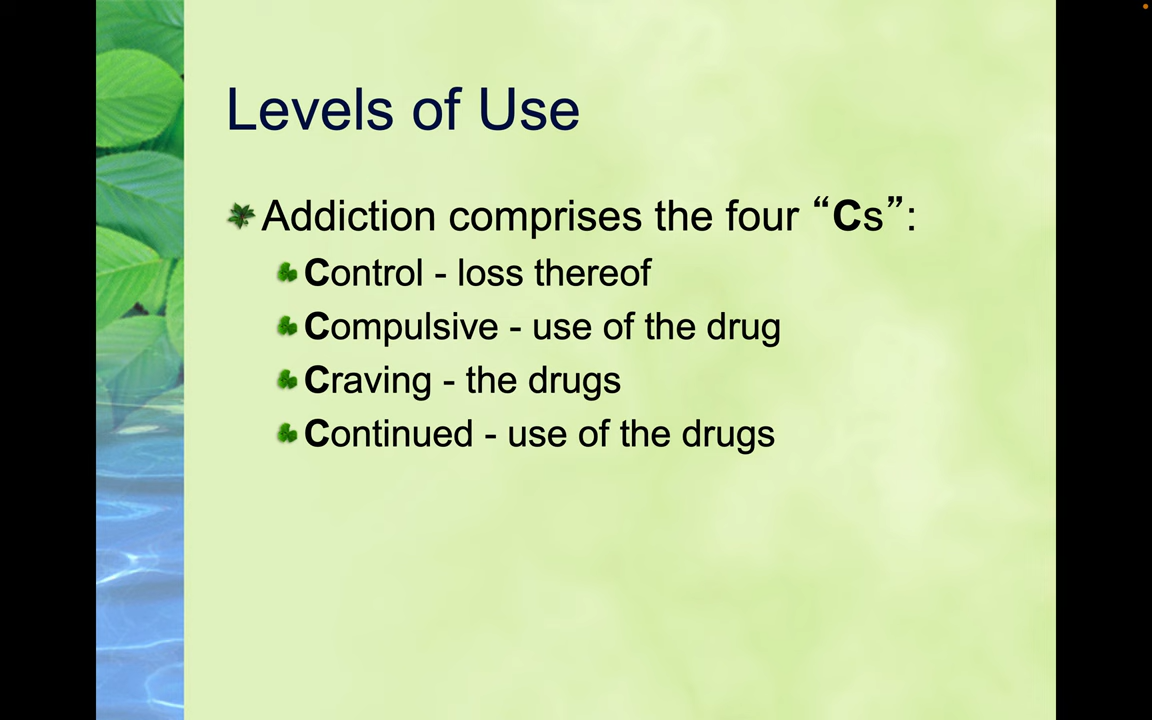 Levels of Use
Addiction comprises the four “Cs”:
Control - loss thereof
Compulsive - use of the drug
Craving - the drugs
Continued - use of the drugs